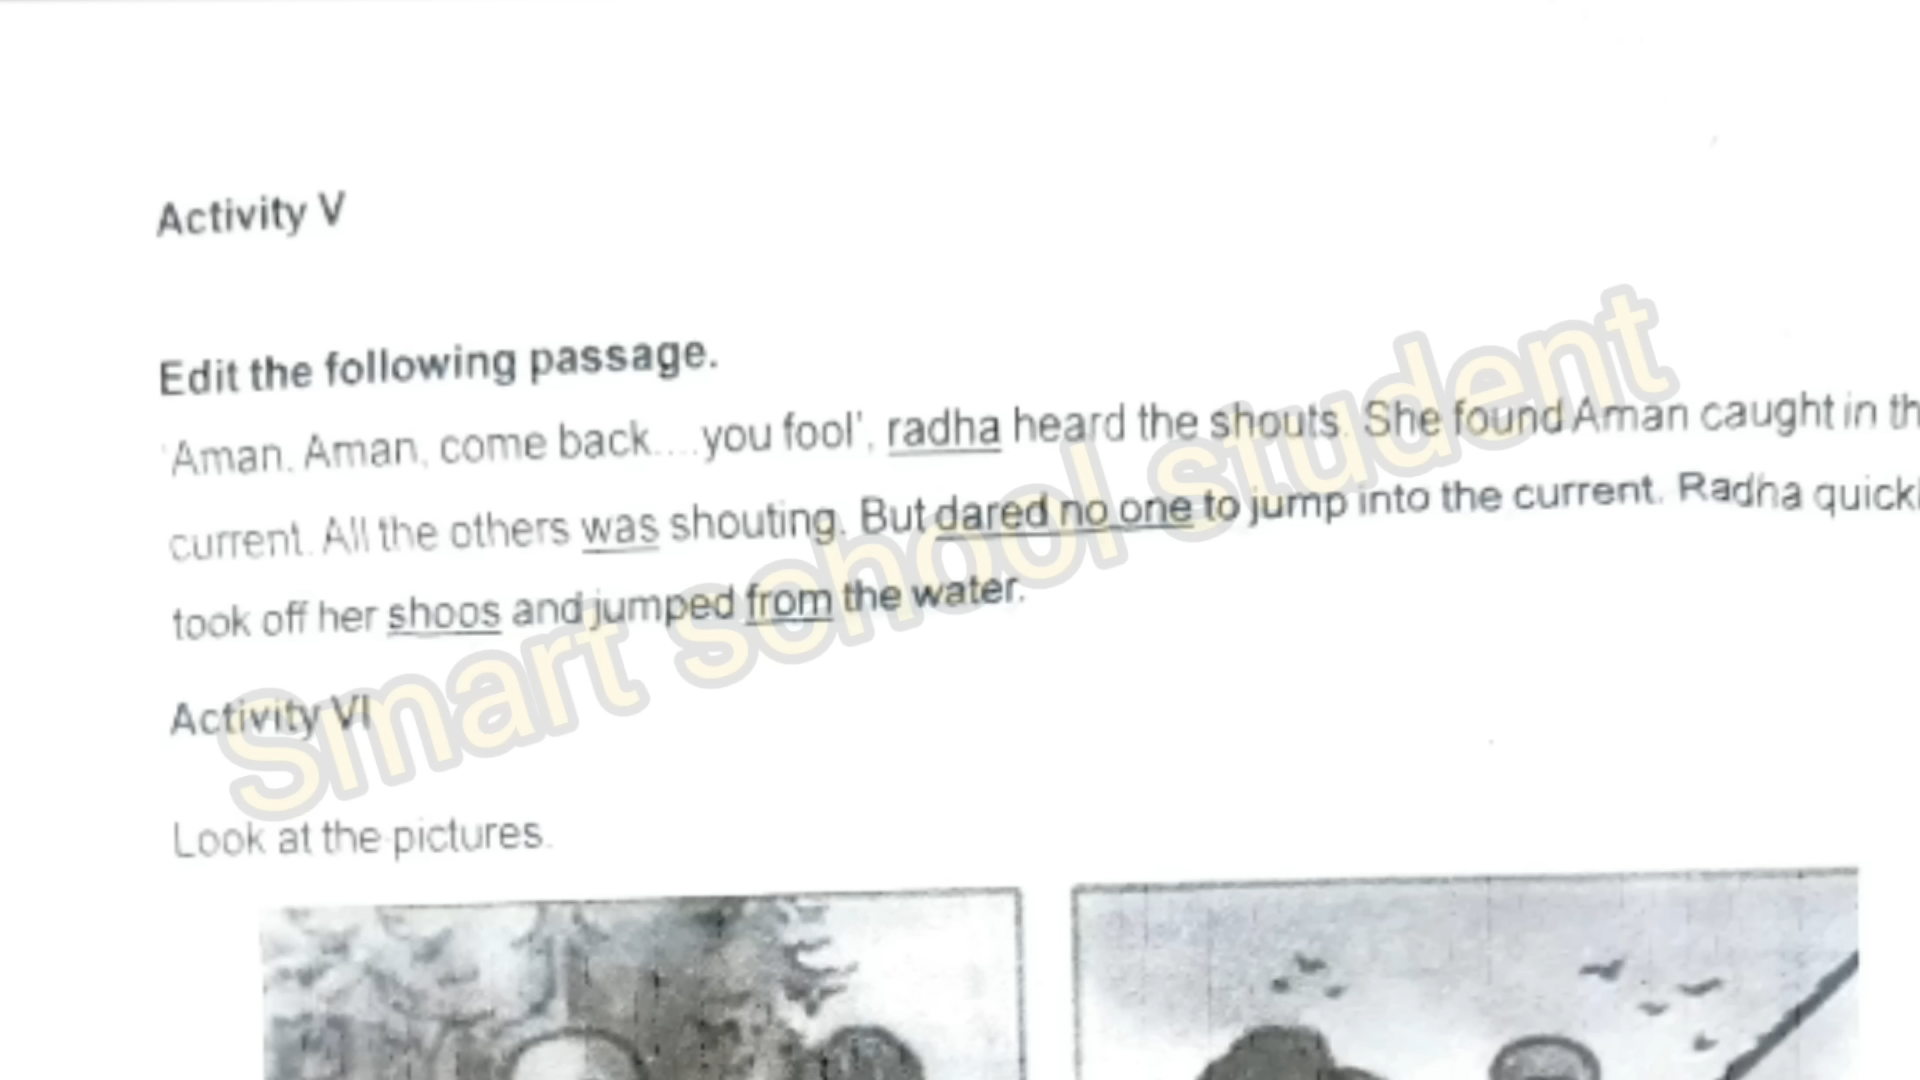 Activity V
Edit the following passage.
'Aman. Aman, come back....you fool', radha heard the shouts. She found Aman caught in th
current. All the others was shouting. But dared no one to jump into the current. Radha quickl
took off her shoos and jumped from the water.
Activity VI
Look at the pictures.
Smart school student